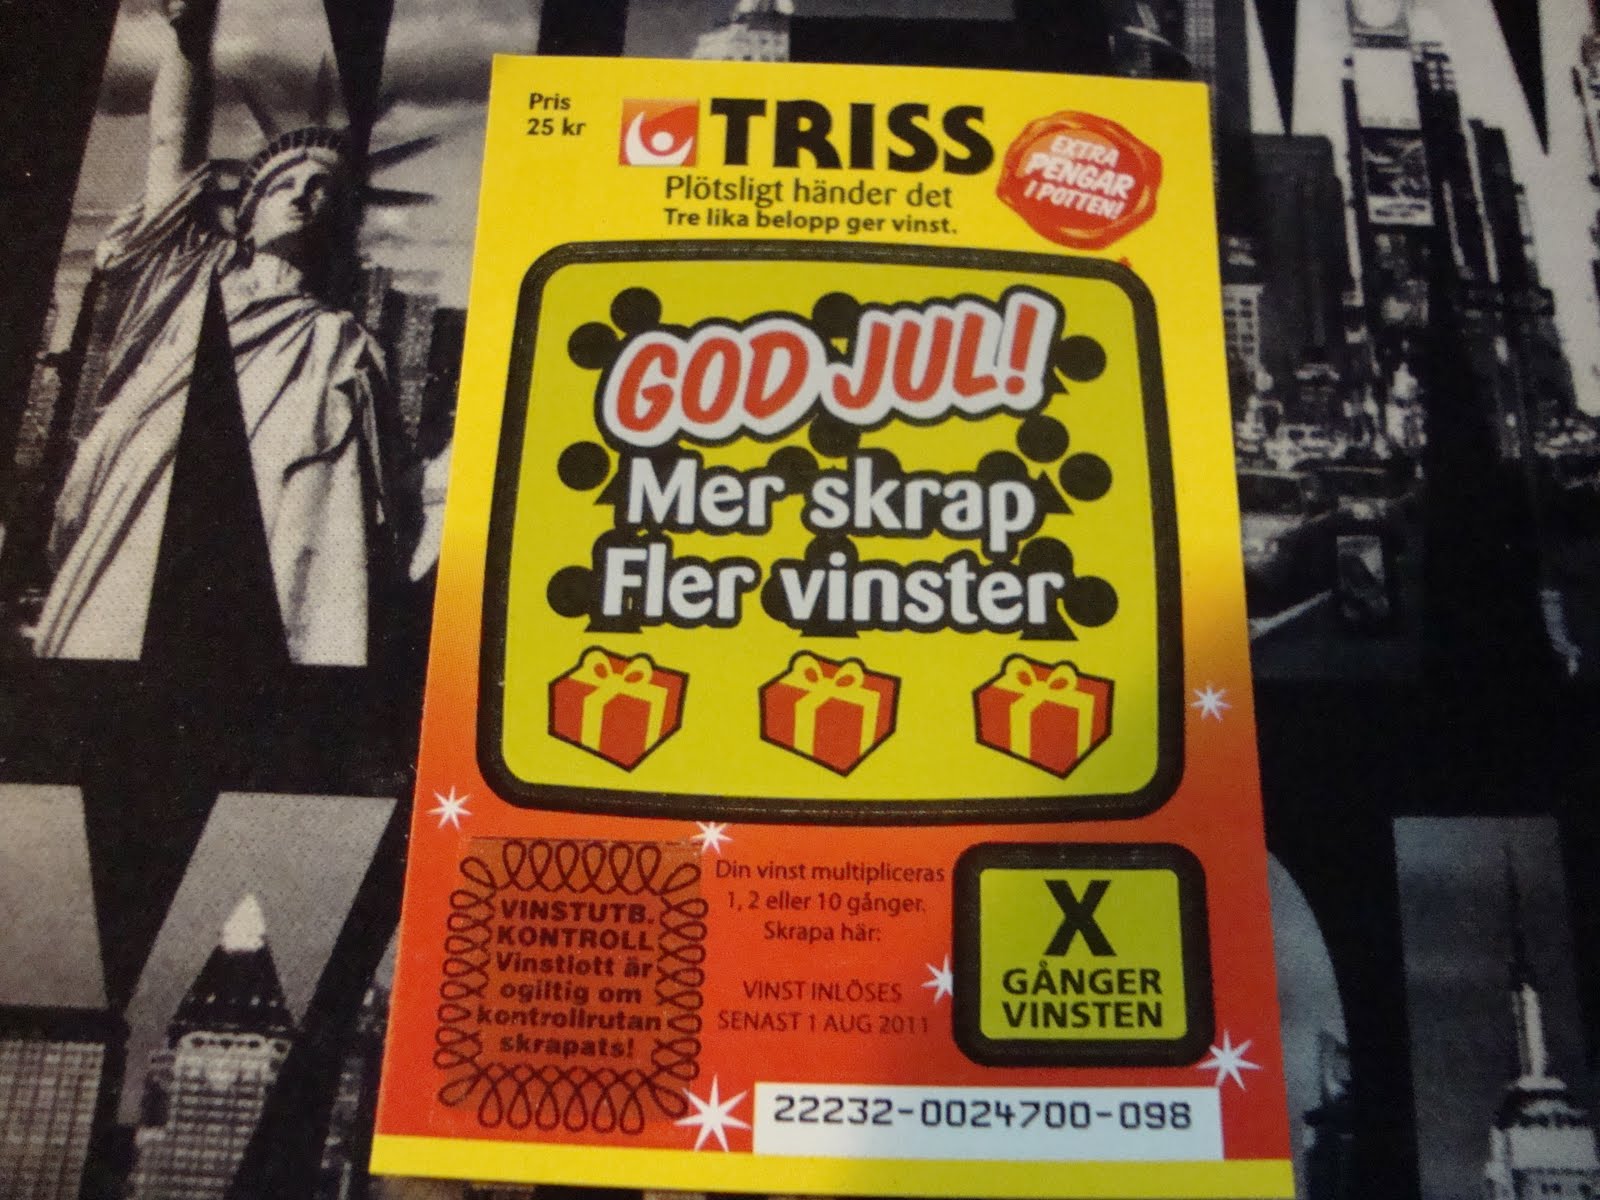 Pris
25 kr
TRISS
Plötsligt händer det
Tre lika belopp ger vinst.
EXTRA
PENGAR
I POTTEN!
GOD JUL!
Mer skrap
Fler vinster
VINSTUTB.
KONTROLL
Vinstlott är
ogiltig om
kontrollrutan
skrapats!
Din vinst multipliceras
1, 2 eller 10 gånger.
Skrapa här:
VINST INLÖSES
SENAST 1 AUG 2011
X
GÅNGER
VINSTEN
22232-0024700-098